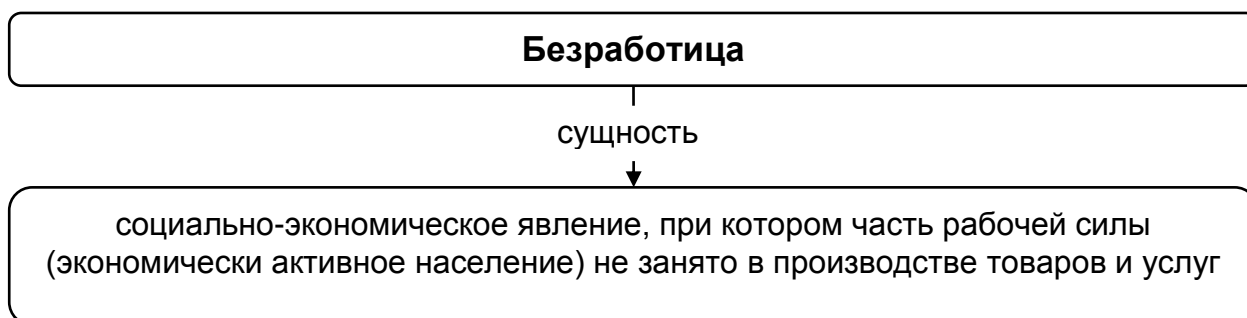 Безработица
сущность
социально-экономическое явление, при котором часть рабочей силы
(экономически активное население) не занято в производстве товаров и услуг